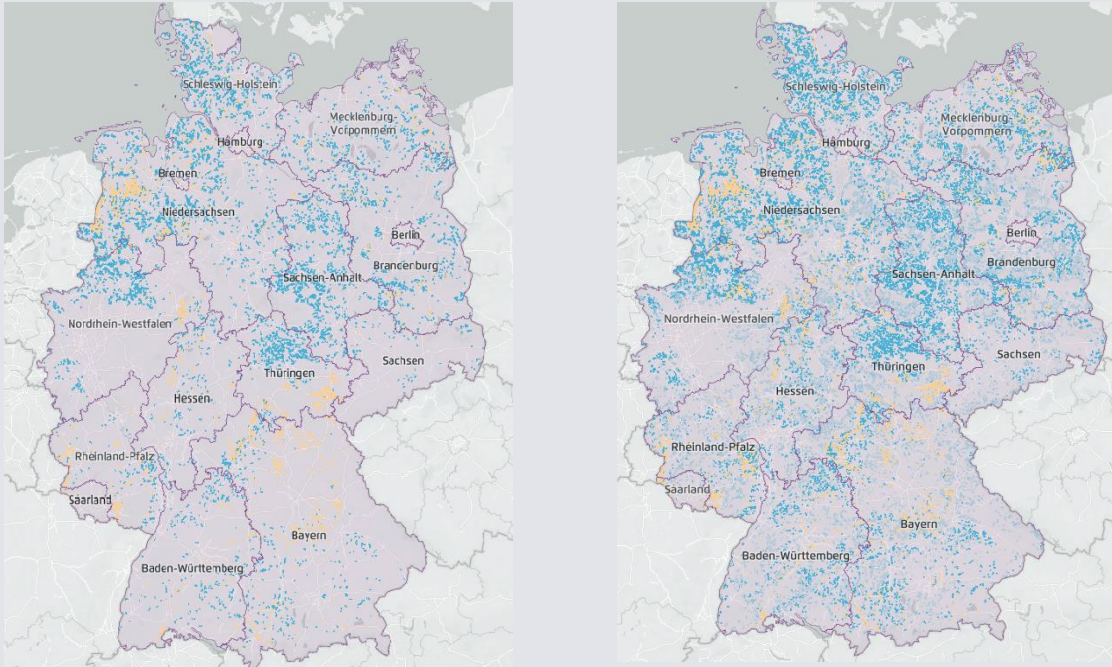 Schleswig-Holstein
Mecklenburg-
Vorpommern
Hamburg
Bremen
Niedersachsen
Berlin
Brandenburg
Sachsen-Anhalt
Nordrhein-Westfalen
Sachsen
Thüringen
Hessen
Rheinland-Pfalz
Saarland
Bayern
Baden-Württemberg
Schleswig-Holstein
Mecklenburg-
Vorpommern
Hamburg
Bremen
Niedersachsen
Berlin
Brandenburg
Sachsen-Anhalt
Nordrhein-Westfalen
Sachsen
Thüringen
Hessen
Rheinland-Pfalz
Saarland
Bayern
Baden-Württemberg